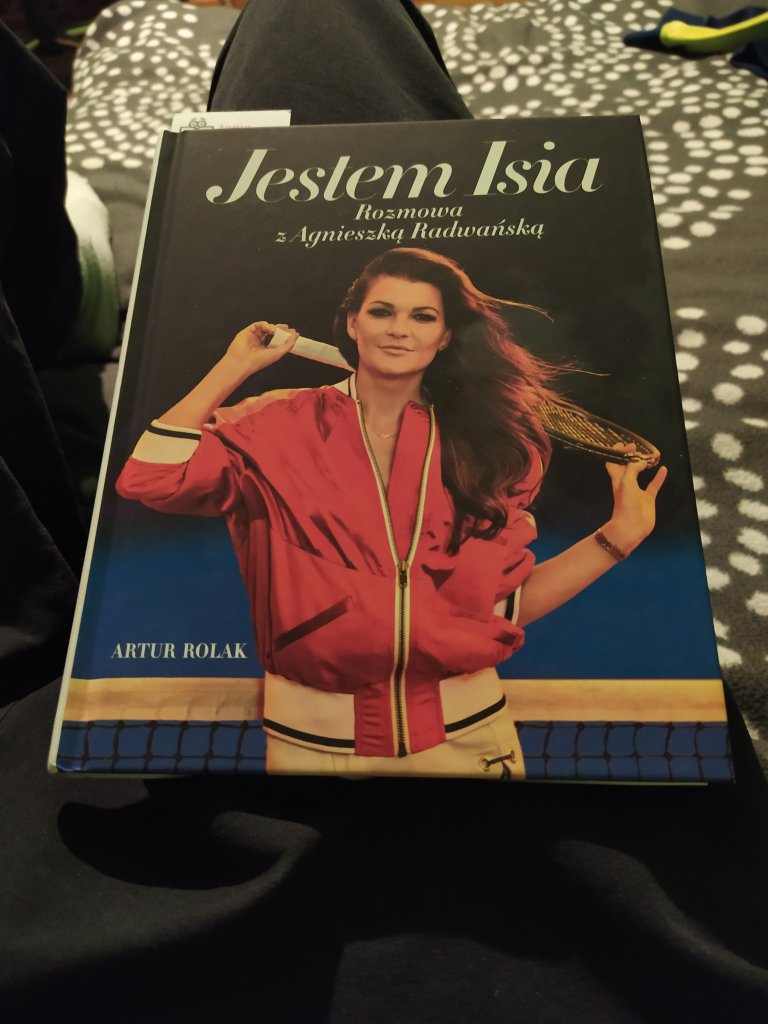 Jestem Isia
Rozmowa
z Agnieszką Radwańską
ARTUR ROLAK